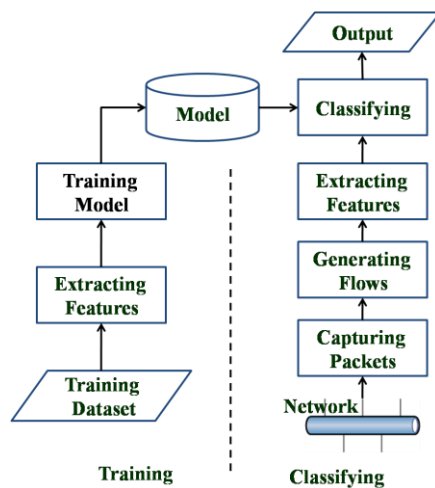 Output
Model
Classifying
Training
Model
Extracting
Features
Extracting
Features
Generating
Flows
Training
Dataset
Capturing
Packets
Network
Training
Classifying